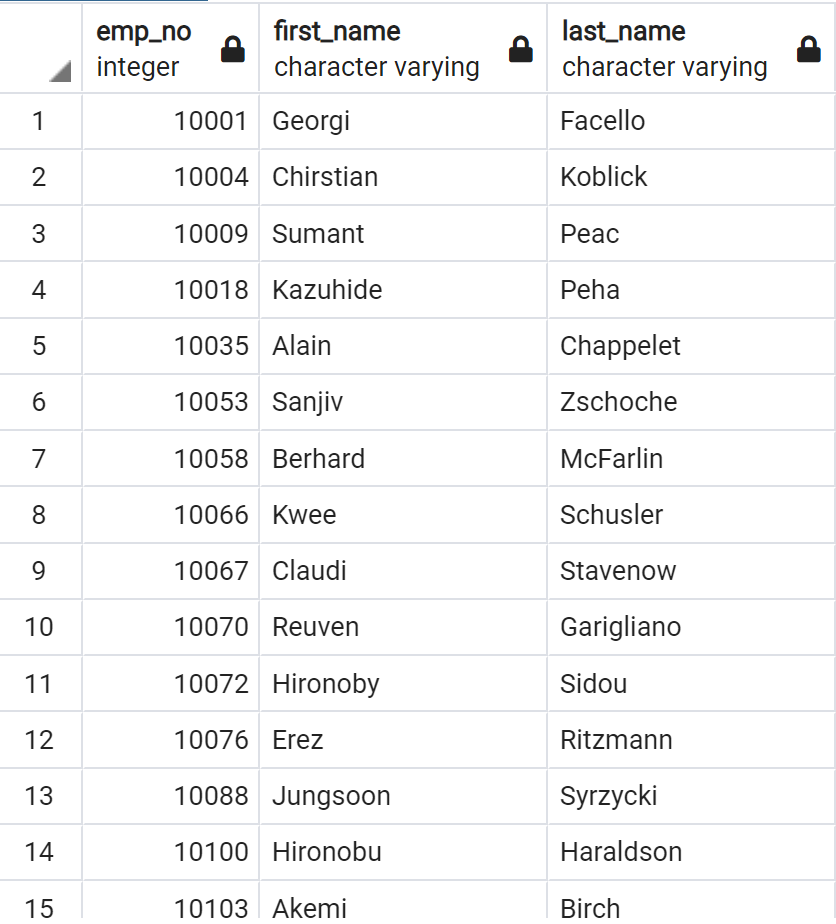 emp_no first_name last_name
integer character varying character varying
1 10001 Georgi Facello
2 10004 Chirstian Koblick
3 10009 Sumant Peac
4 10018 Kazuhide Peha
5 10035 Alain Chappelet
6 10053 Sanjiv Zschoche
7 10058 Berhard McFarlin
8 10066 Kwee Schusler
9 10067 Claudi Stavenow
10 10070 Reuven Garigliano
11 10072 Hironoby Sidou
12 10076 Erez Ritzmann
13 10088 Jungsoon Syrzycki
14 10100 Hironobu Haraldson
15 10103 Akemi Birch